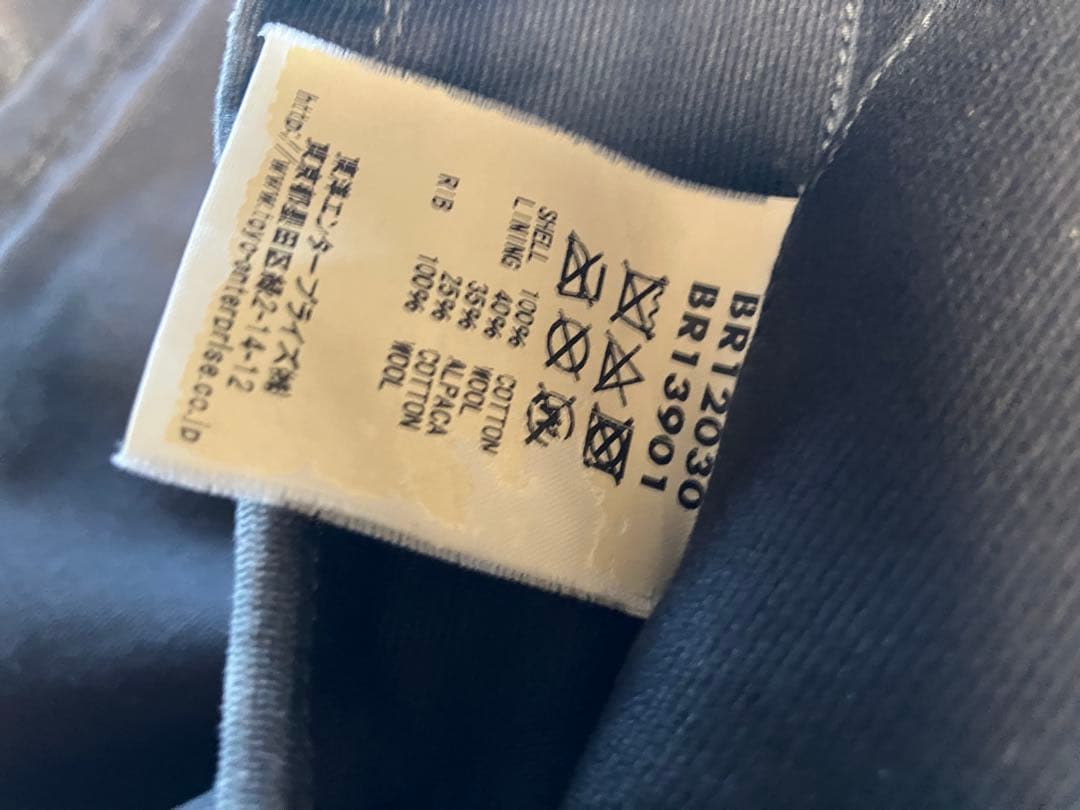 BR12030
BR13901
SHELL 100% COTTON
LINING 40% WOOL
35% ALPACA
25% COTTON
RIB 100% WOOL
東洋エンタープライズ㈱
東京都墨田区緑2-14-12
http://www.toyo-enterprise.co.jp